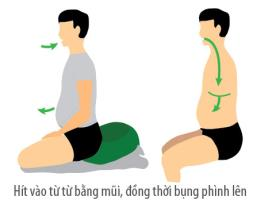 Hít vào từ từ bằng mũi, đồng thời bụng phình lên